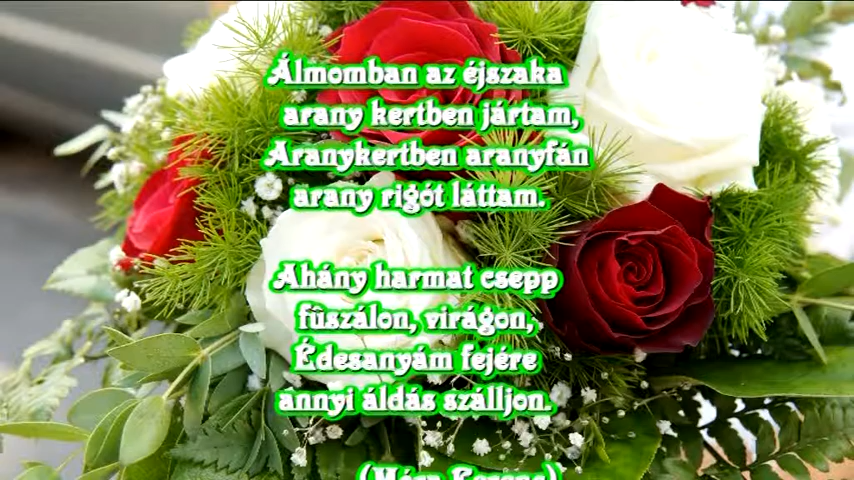 Álmomban az éjszaka
arany kertben jártam,
Aranykertben aranyfán
arany rigót láttam.
Ahány harmat csepp
fűszálon, virágon,
Édesanyám fejére
annyi áldás szálljon.